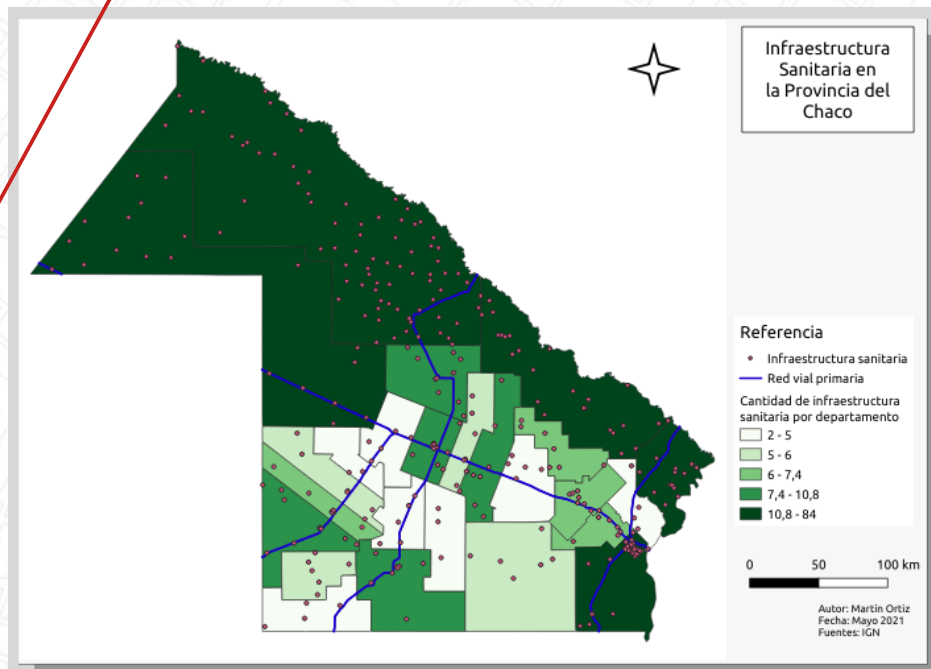 Infraestructura
Sanitaria en
la Provincia del
Chaco
Referencia
Infraestructura sanitaria
Red vial primaria
Cantidad de infraestructura
sanitaria por departamento
2 - 5
5 - 6
6 - 7,4
7,4 - 10,8
10,8 - 84
0 50 100 km
Autor: Martin Ortiz
Fecha: Mayo 2021
Fuentes: IGN